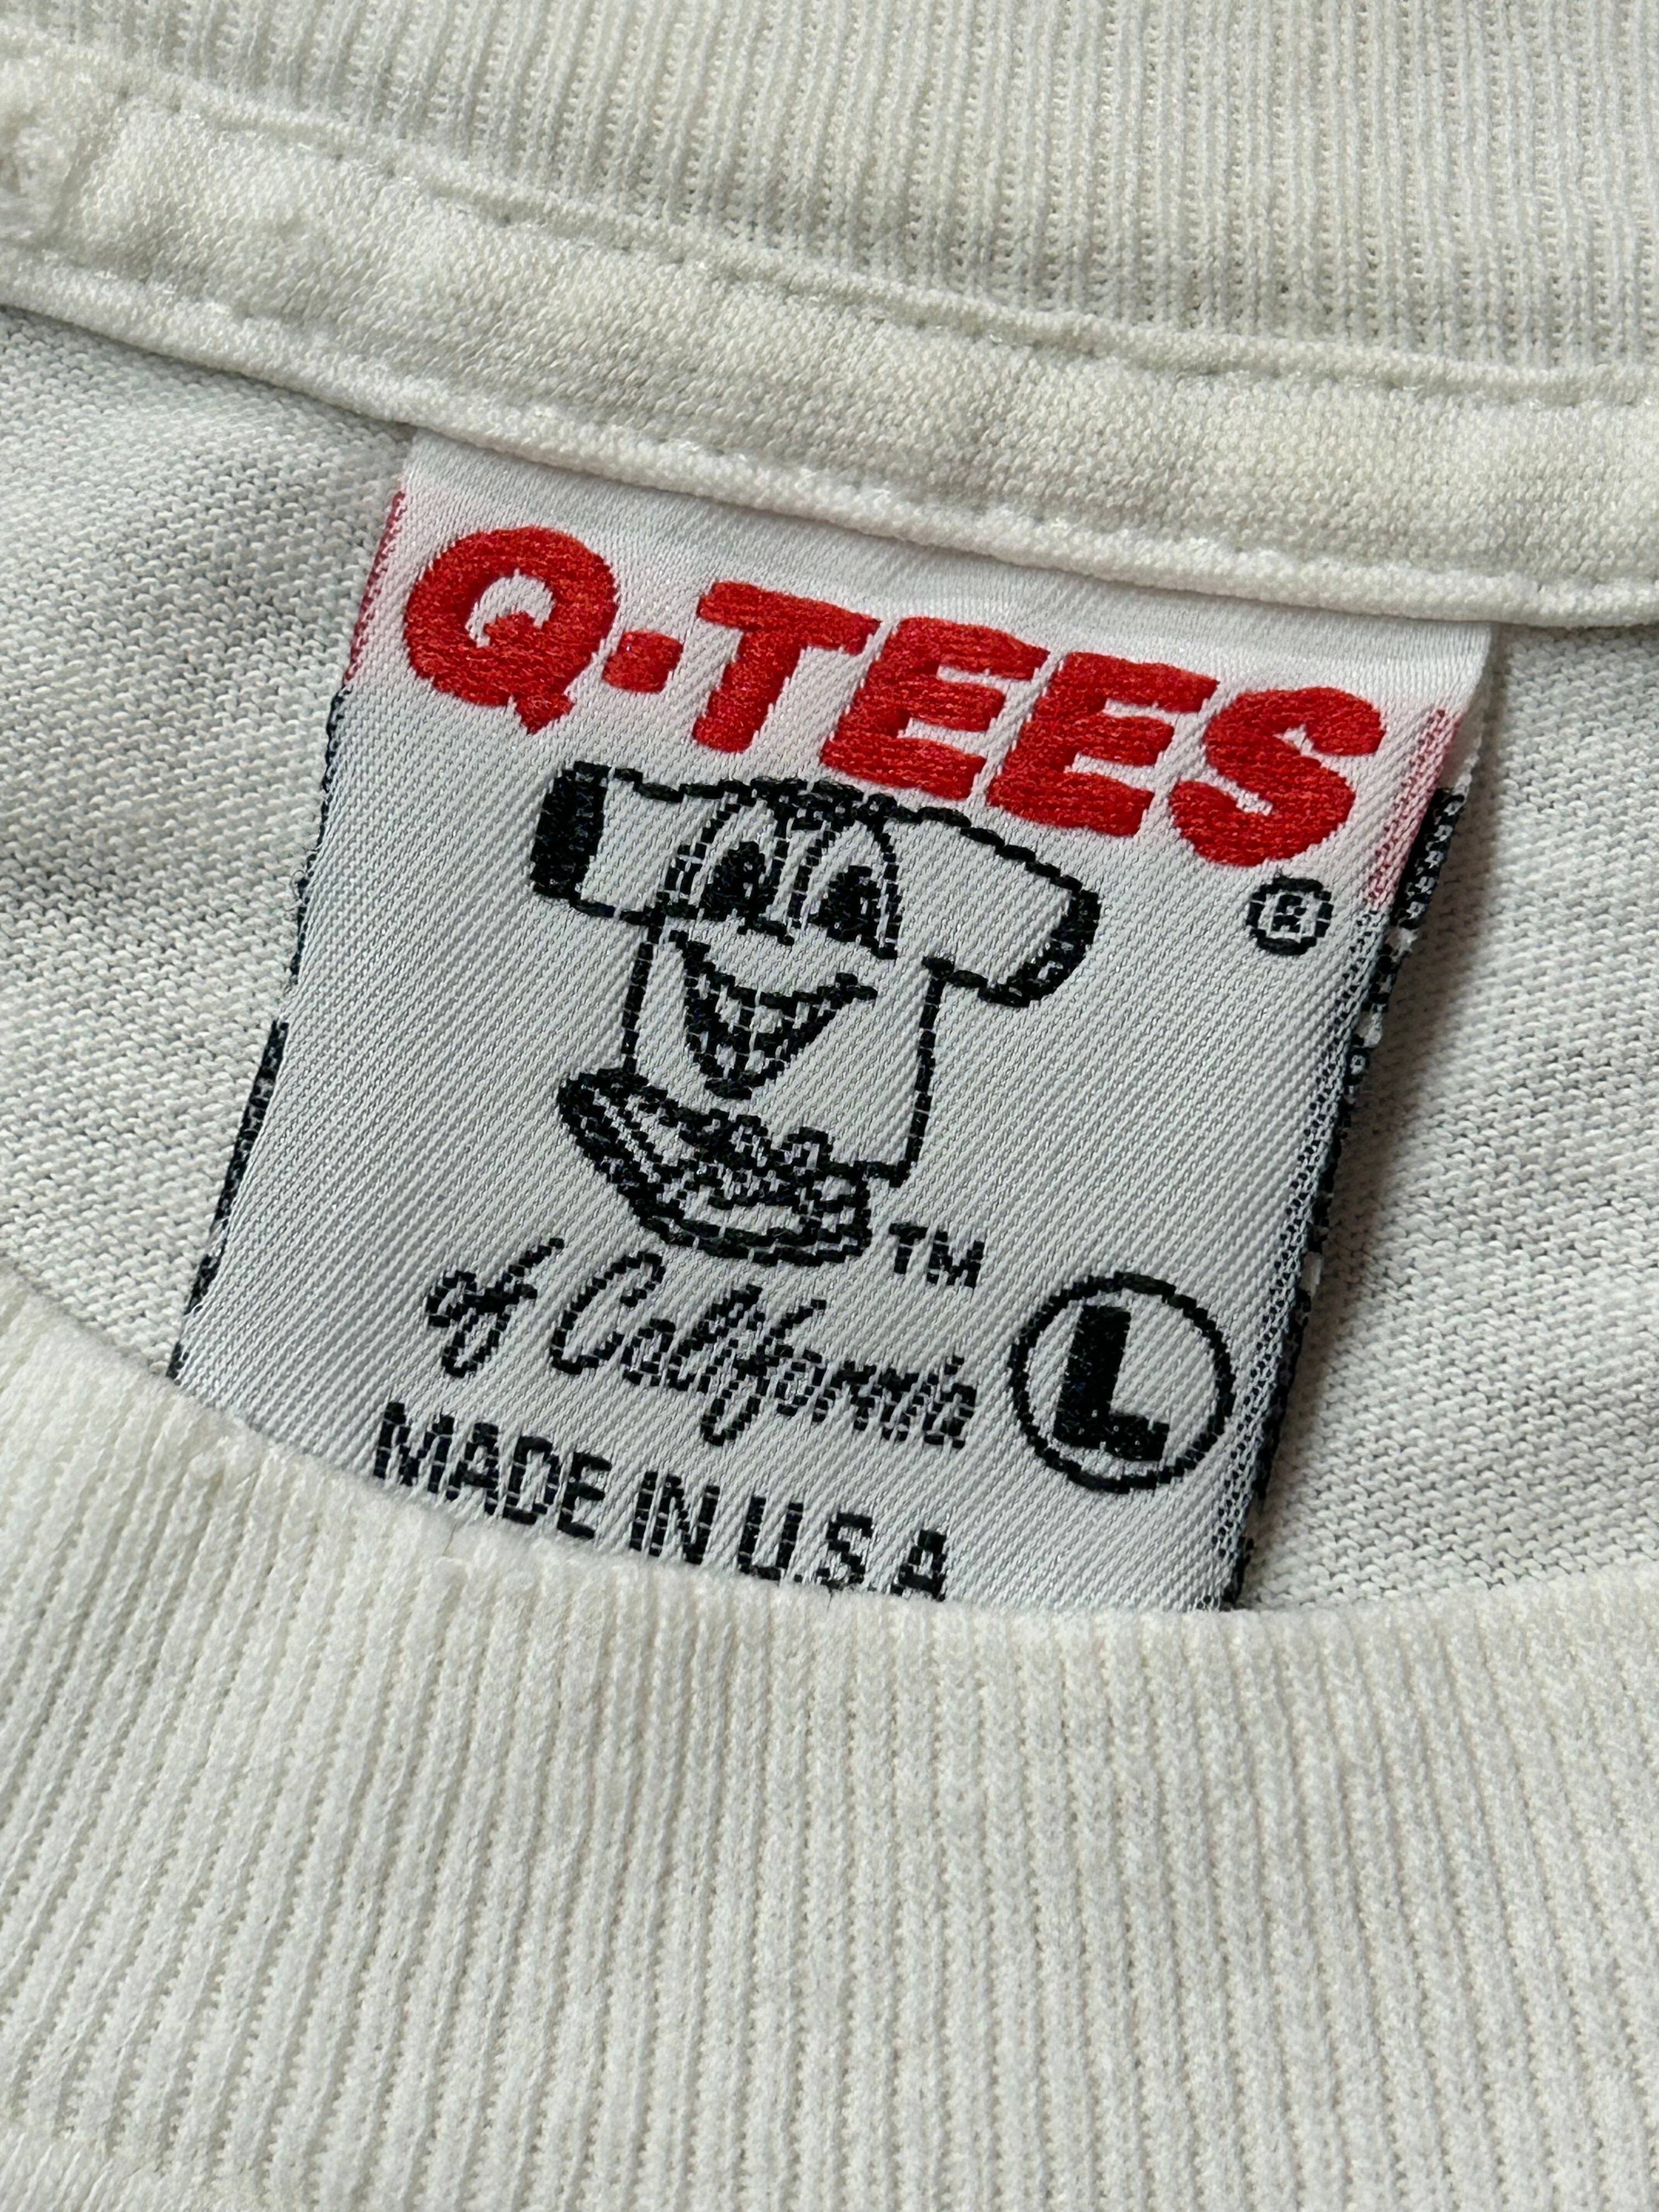 Q·TEES
®
TM
of California
L
MADE IN U.S.A